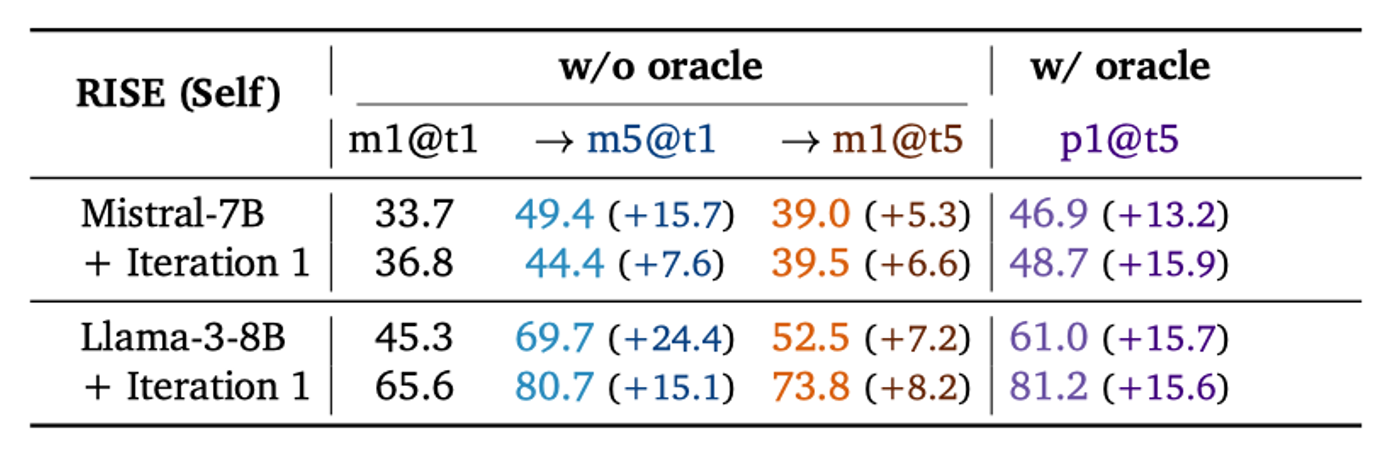 RISE (Self) w/o oracle w/ oracle
m1@t1 → m5@t1 → m1@t5 p1@t5
Mistral-7B 33.7 49.4 (+15.7) 39.0 (+5.3) 46.9 (+13.2)
+ Iteration 1 36.8 44.4 (+7.6) 39.5 (+6.6) 48.7 (+15.9)
Llama-3-8B 45.3 69.7 (+24.4) 52.5 (+7.2) 61.0 (+15.7)
+ Iteration 1 65.6 80.7 (+15.1) 73.8 (+8.2) 81.2 (+15.6)